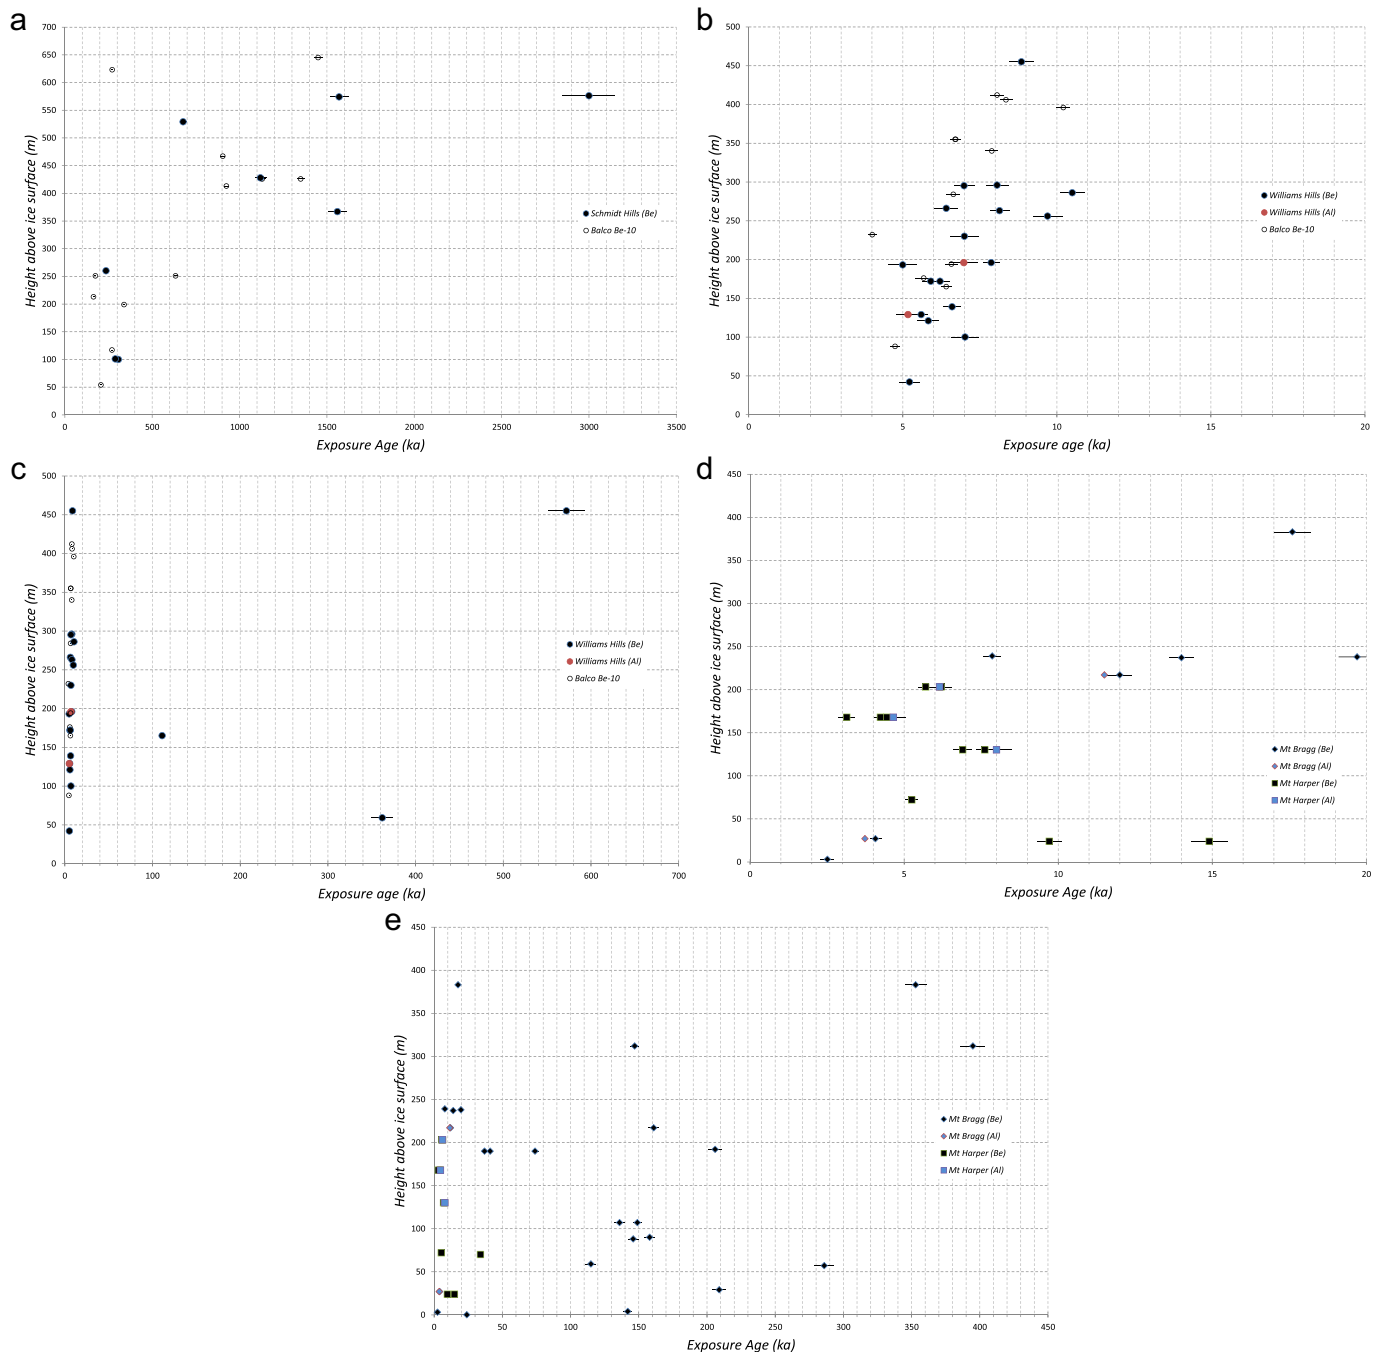 a
700
650
600
550
500
450
400
350
300
250
200
150
100
50
0
0 500 1000 1500 2000 2500 3000 3500
Height above ice surface (m)
Exposure Age (ka)
Schmidt Hills (Be)
Balco Be-10
b
500
450
400
350
300
250
200
150
100
50
0
5 10 15 20
Height above ice surface (m)
Exposure age (ka)
Williams Hills (Be)
Williams Hills (Al)
Balco Be-10
c
500
450
400
350
300
250
200
150
100
50
0
0 100 200 300 400 500 600 700
Height above ice surface (m)
Exposure age (ka)
Williams Hills (Be)
Williams Hills (Al)
Balco Be-10
d
450
400
350
300
250
200
150
100
50
0
5 10 15 20
Height above ice surface (m)
Exposure Age (ka)
Mt Bragg (Be)
Mt Bragg (Al)
Mt Harper (Be)
Mt Harper (Al)
e
450
400
350
300
250
200
150
100
50
0
0 50 100 150 200 250 300 350 400 450
Height above ice surface (m)
Exposure Age (ka)
Mt Bragg (Be)
Mt Bragg (Al)
Mt Harper (Be)
Mt Harper (Al)